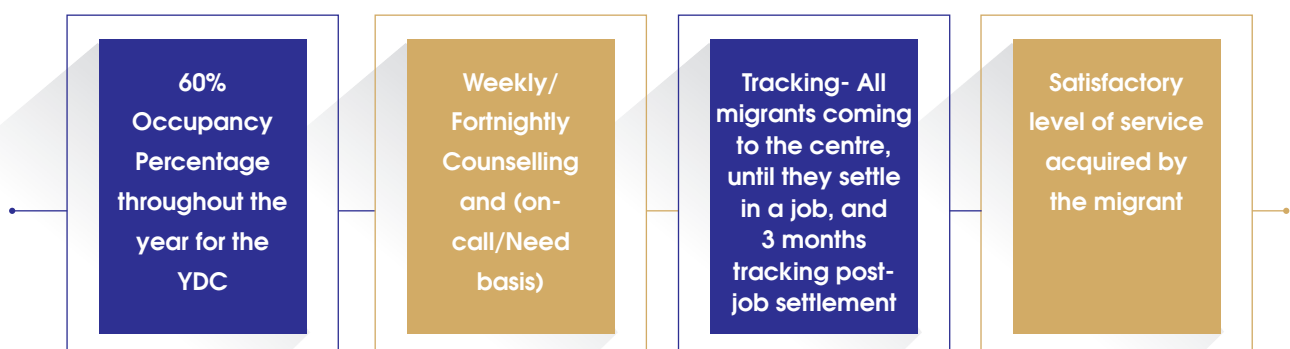 60%
Occupancy
Percentage
throughout the
year for the
YDC
Weekly/
Fortnightly
Counselling
and (on-
call/Need
basis)
Tracking- All
migrants coming
to the centre,
until they settle
in a job, and
3 months
tracking post-
job settlement
Satisfactory
level of service
acquired by
the migrant